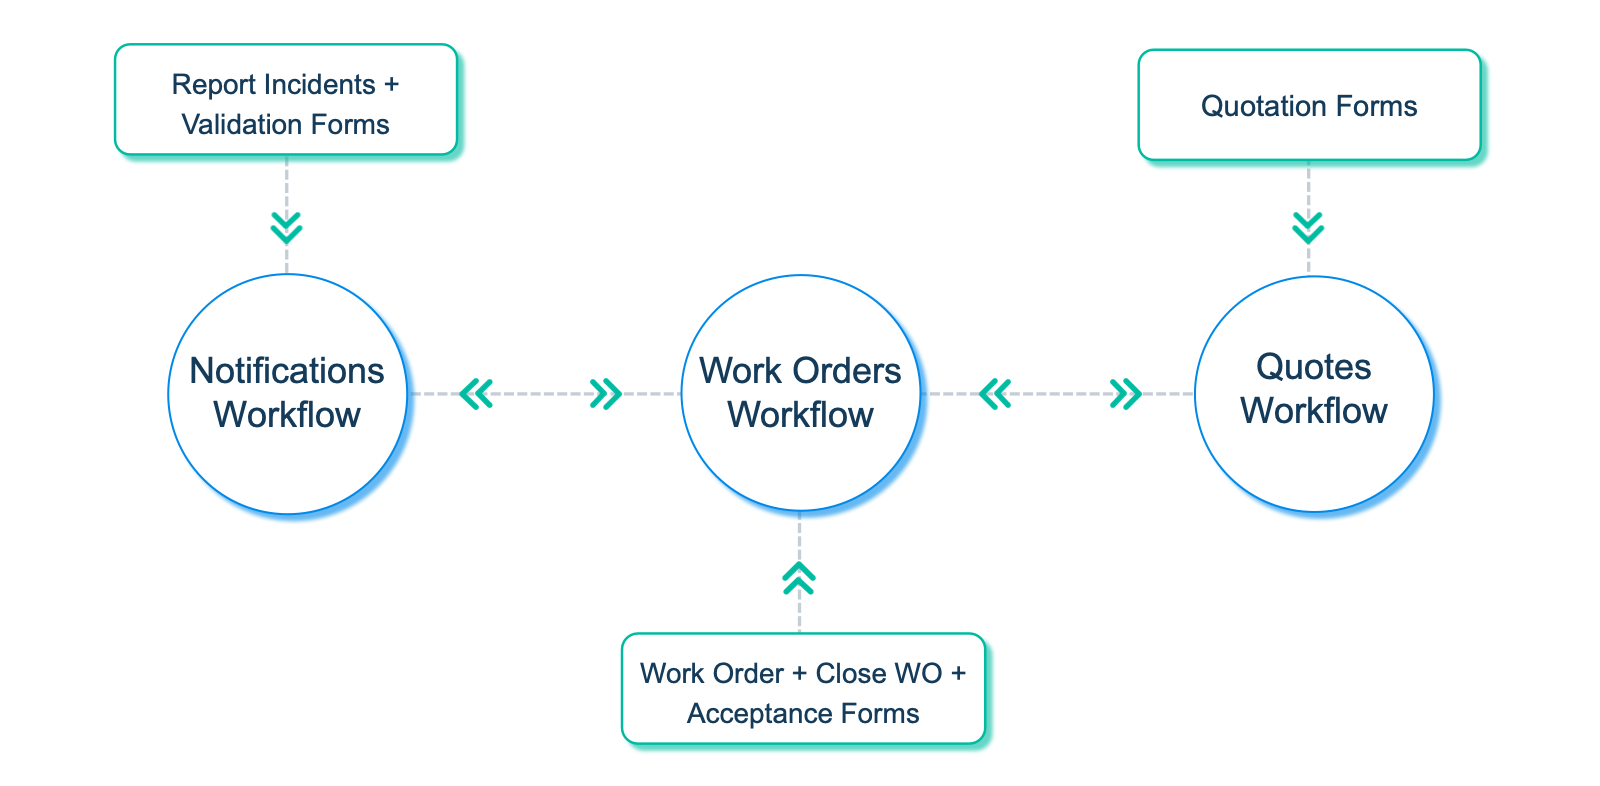 Report Incidents +
Validation Forms
Quotation Forms
Notifications
Workflow
Work Orders
Workflow
Quotes
Workflow
Work Order + Close WO +
Acceptance Forms